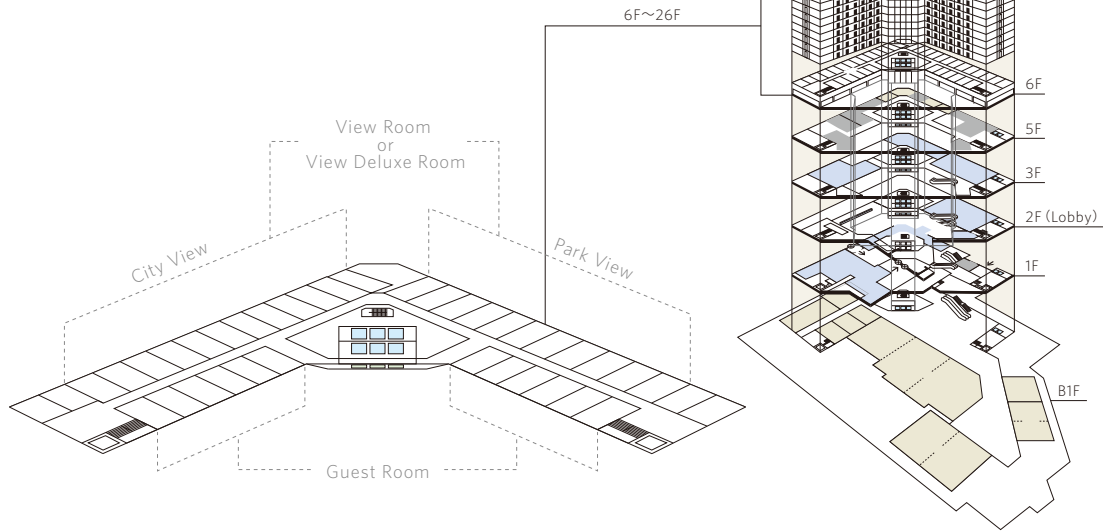 6F～26F
6F
5F
3F
2F（Lobby）
1F
B1F
View Room
or
View Deluxe Room
City View
Park View
Guest Room